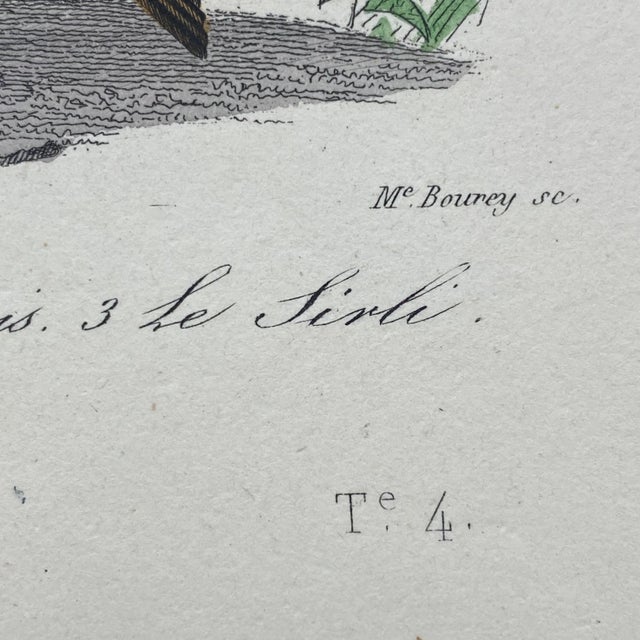 Me. Bourey sc.
is. 3 Le Sirli.
Te. 4.